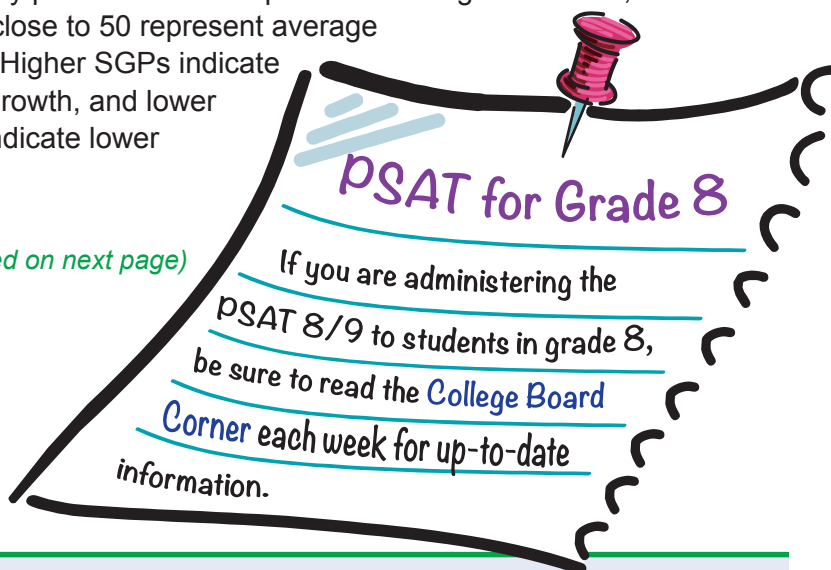 close to 50 represent average
Higher SGPs indicate
rowth, and lower
ndicate lower
ed on next page)
PSAT for Grade 8
If you are administering the
PSAT 8/9 to students in grade 8,
be sure to read the College Board
Corner each week for up-to-date
information.